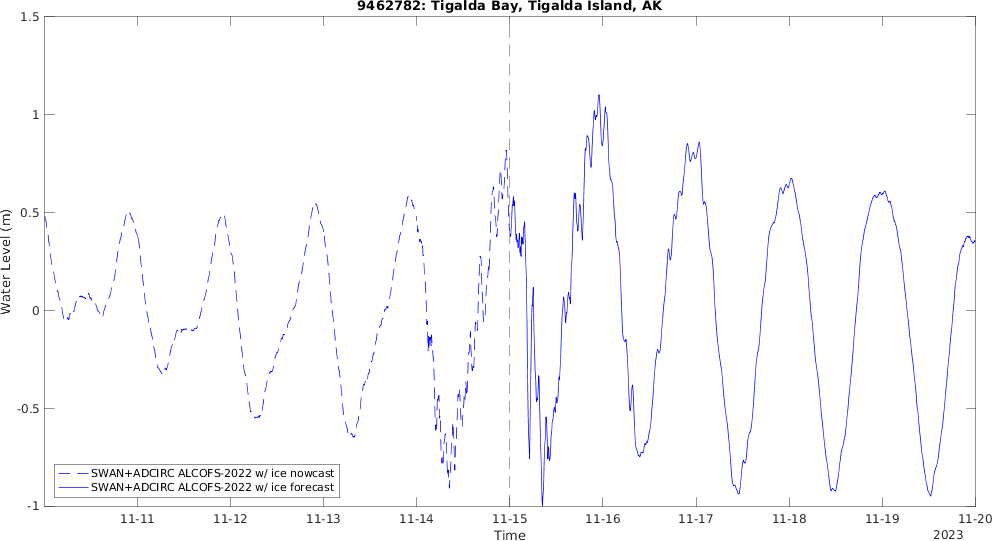 9462782: Tigalda Bay, Tigalda Island, AK
1.5
1
0.5
0
-0.5
-1
Water Level (m)
SWAN+ADCIRC ALCOFS-2022 w/ ice nowcast
SWAN+ADCIRC ALCOFS-2022 w/ ice forecast
11-11 11-12 11-13 11-14 11-15 11-16 11-17 11-18 11-19 11-20
Time
2023